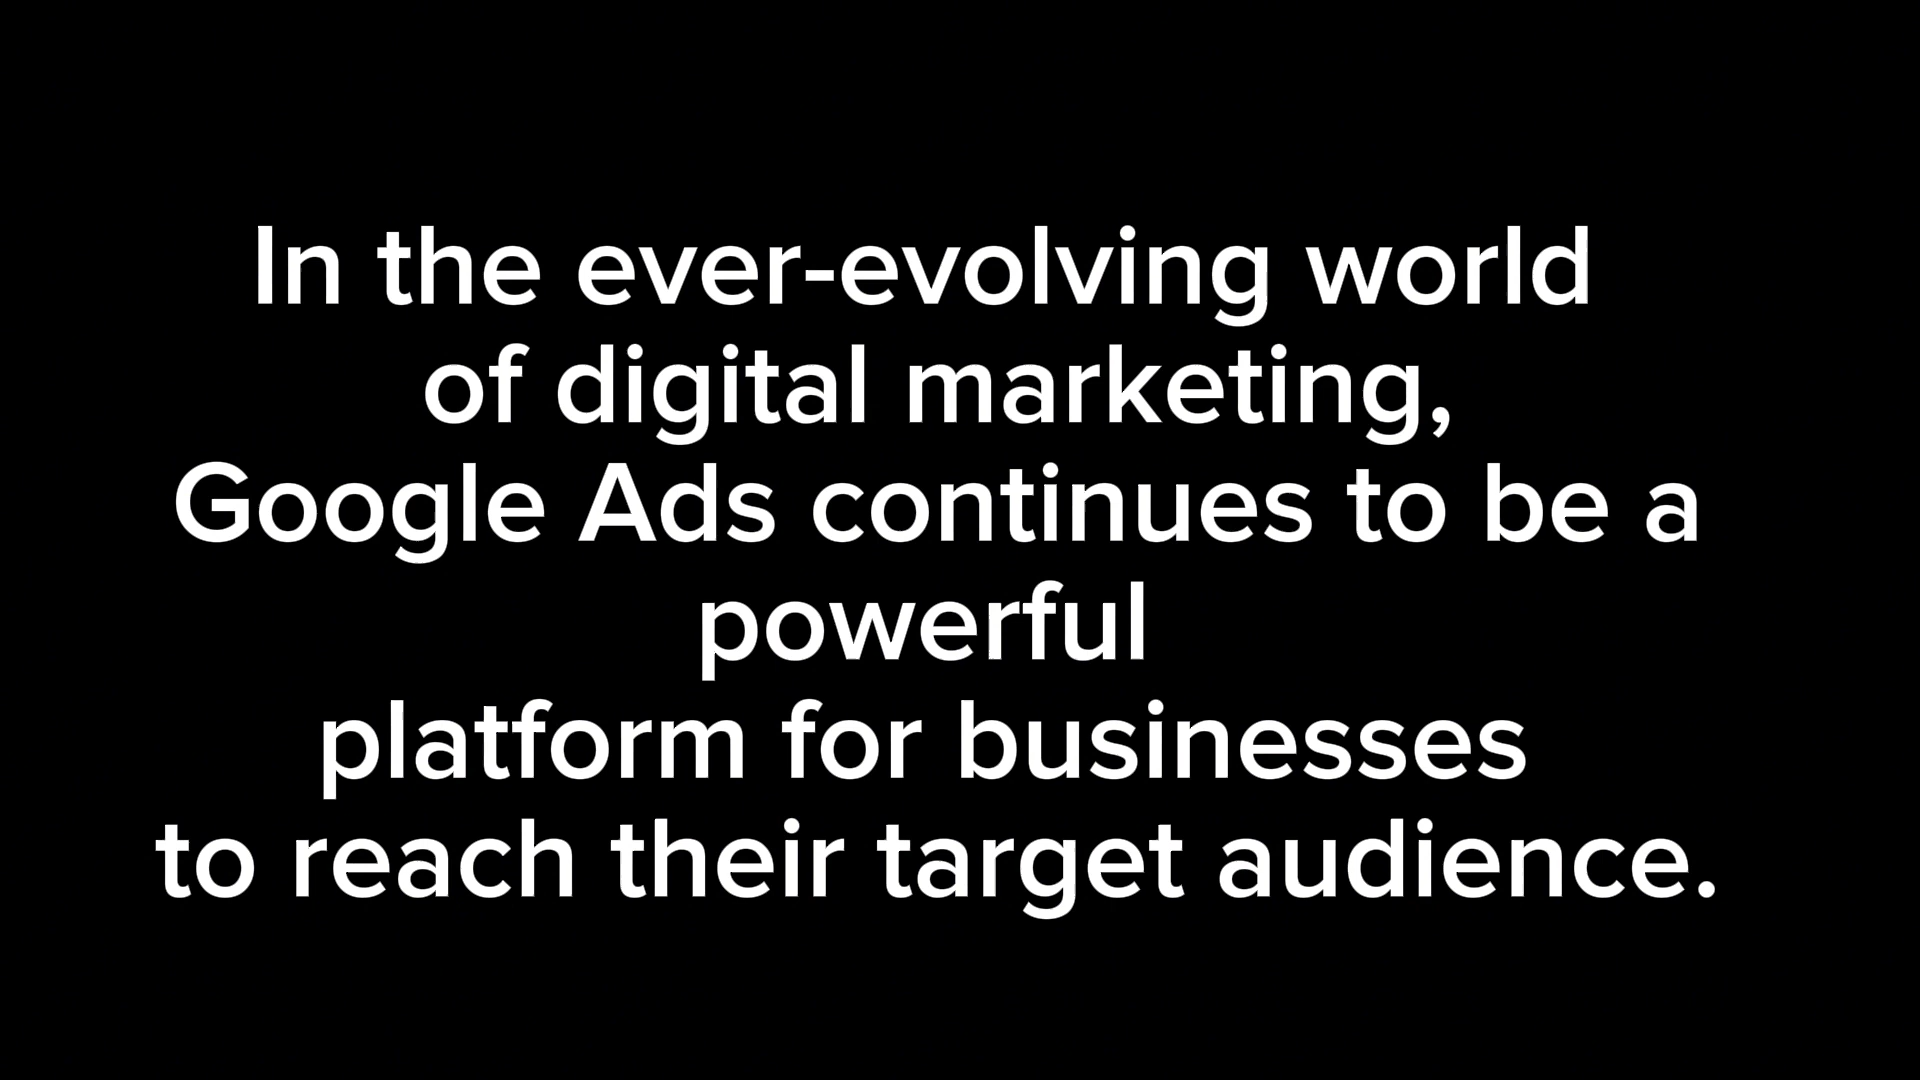 In the ever-evolving world
of digital marketing,
Google Ads continues to be a
powerful
platform for businesses
to reach their target audience.